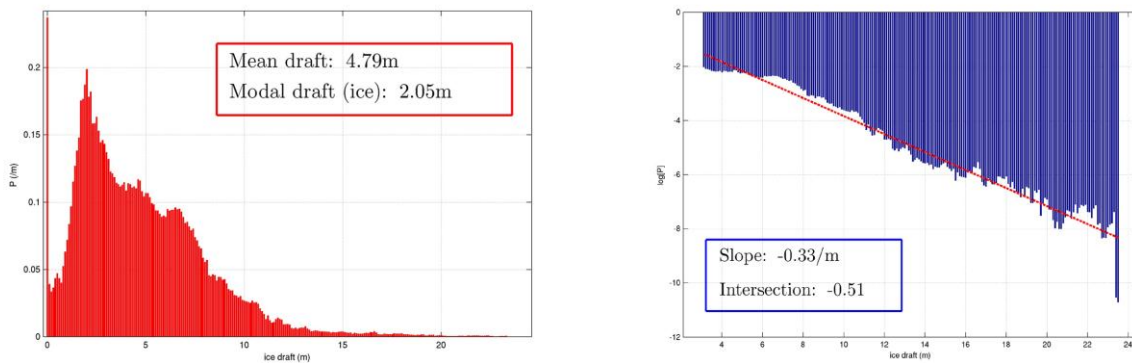 P (/m)
0.2
0.15
0.1
0.05
0
Mean draft: 4.79m
Modal draft (ice): 2.05m
0 5 10 15 20
ice draft (m)
log[P]
0
-2
-4
-6
-8
-10
-12
Slope: -0.33/m
Intersection: -0.51
4 6 8 10 12 14 16 18 20 22 24
ice draft (m)